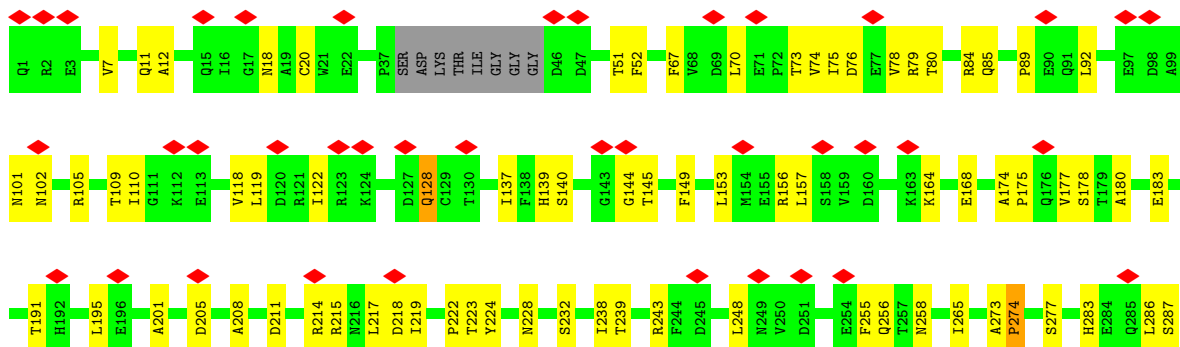 Q1 R2 E3 V7 Q11 A12 Q15 I16 G17 N18 A19 C20 W21 E22 P37 SER ASP LYS THR ILE GLY GLY GLY D46 D47 T51 F52 F67 V68 D69 L70 E71 P72 T73 V74 I75 D76 E77 V78 R79 T80 R84 Q85 P89 E90 Q91 L92 E97 D98 A99
N101 N102 R105 T109 I110 G111 K112 E113 V118 L119 D120 R121 I122 R123 K124 D127 Q128 C129 T130 I137 F138 H139 S140 G143 G144 T145 F149 L153 M154 E155 R156 L157 S158 V159 D160 K163 K164 E168 A174 P175 Q176 V177 S178 T179 A180 E183
T191 H192 L195 E196 A201 D205 A208 D211 R214 R215 N216 L217 D218 I219 P222 T223 Y224 N228 S232 I238 T239 R243 F244 D245 L248 N249 V250 D251 E254 F255 Q256 T257 N258 I265 A273 P274 S277 H283 E284 Q285 L286 S287